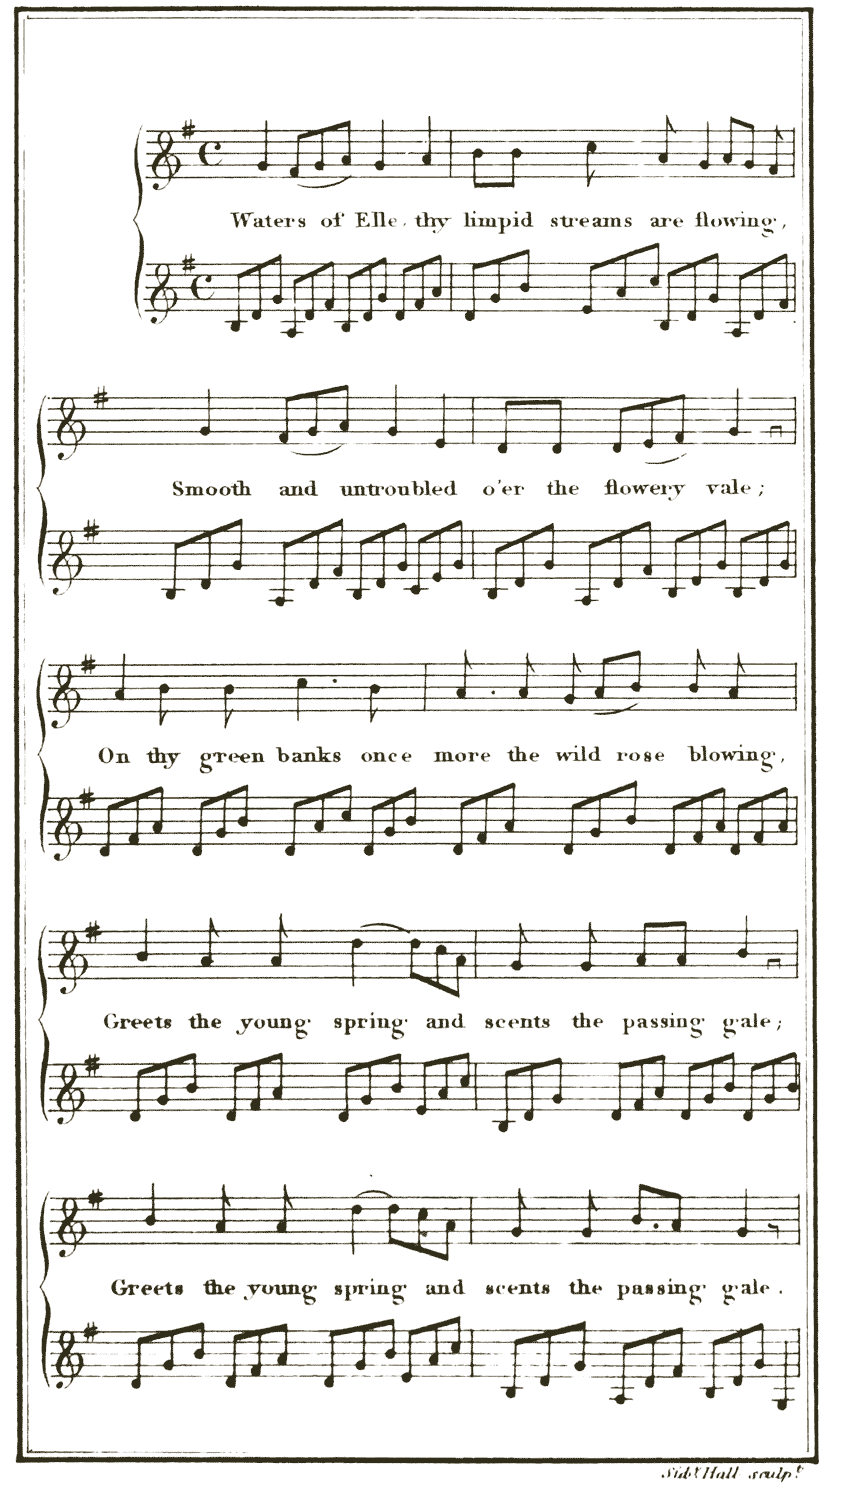 Waters of Elle, thy limpid streams are flowing,
Smooth and untroubled o'er the flowery vale;
On thy green banks once more the wild rose blowing,
Greets the young spring and scents the passing gale;
Greets the young spring and scents the passing gale.
Sidy. Hall sculpt.